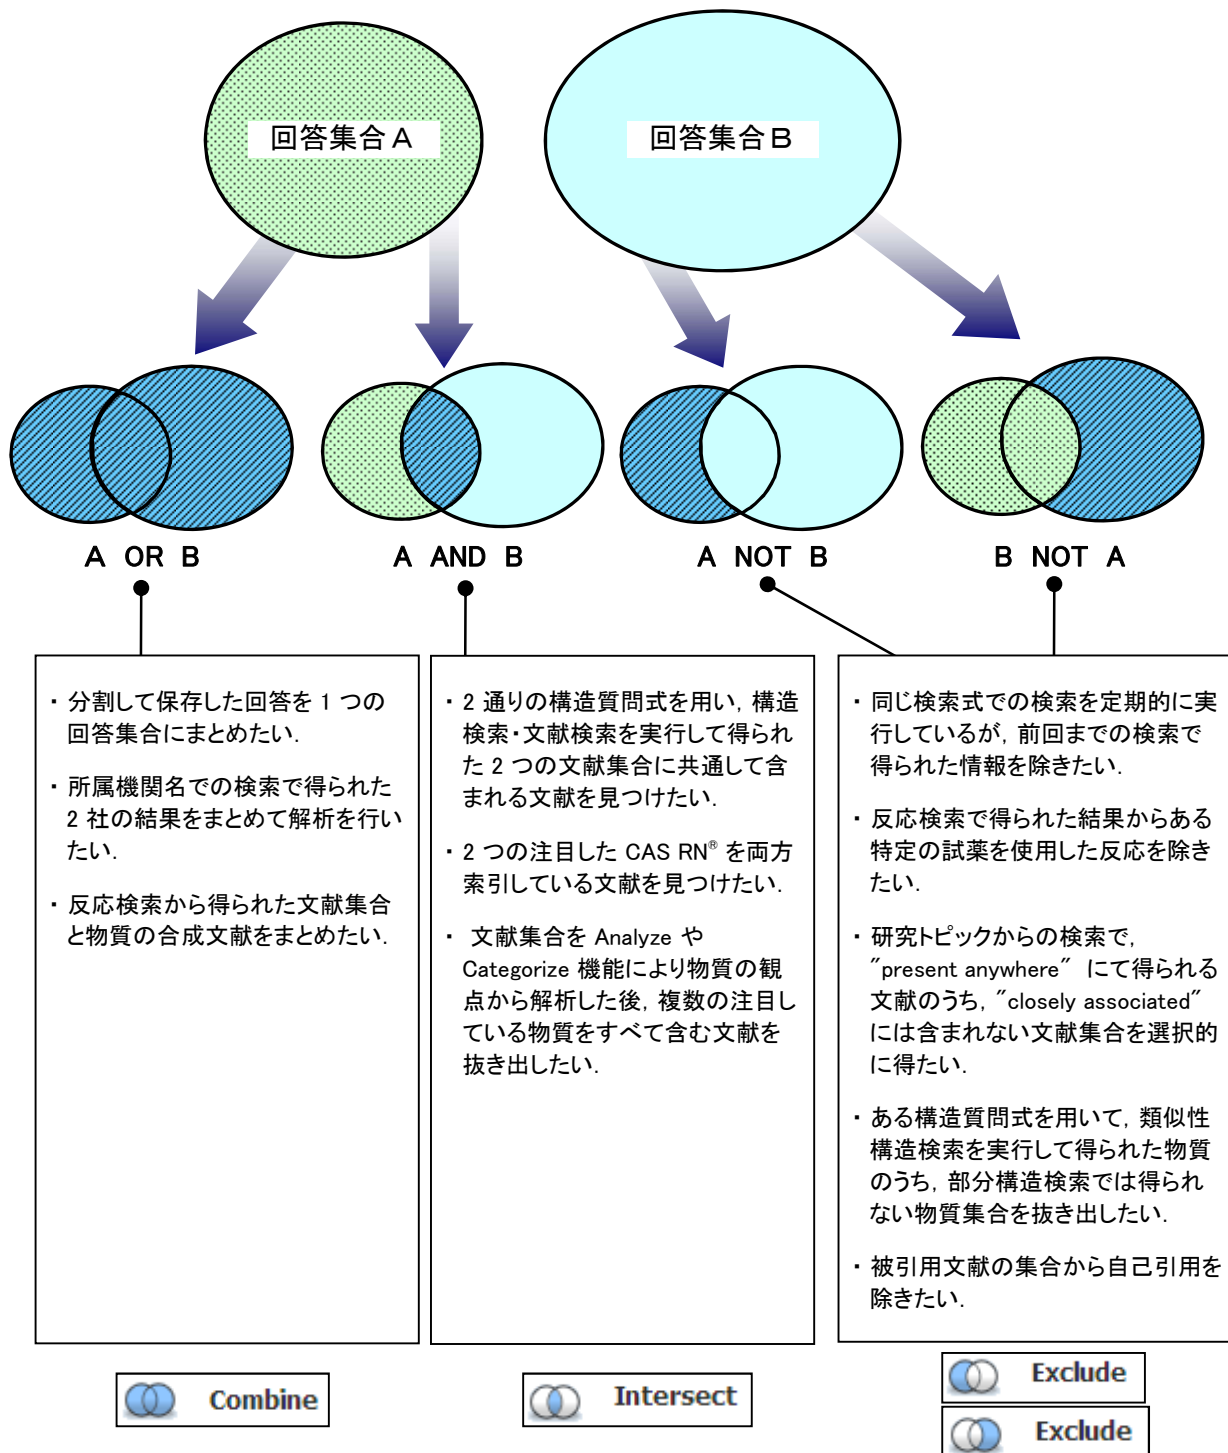 回答集合A
回答集合B
A OR B
A AND B
A NOT B
B NOT A
・ 分割して保存した回答を 1 つの
回答集合にまとめたい.
・ 所属機関名での検索で得られた
2 社の結果をまとめて解析を行い
たい.
・ 反応検索から得られた文献集合
と物質の合成文献をまとめたい.
・ 2 通りの構造質問式を用い, 構造
検索・文献検索を実行して得られ
た 2 つの文献集合に共通して含
まれる文献を見つけたい.
・ 2 つの注目した CAS RN® を両方
索引している文献を見つけたい.
・ 文献集合を Analyze や
Categorize 機能により物質の観
点から解析した後, 複数の注目し
ている物質をすべて含む文献を
抜き出したい.
・ 同じ検索式での検索を定期的に実
行しているが, 前回までの検索で
得られた情報を除きたい.
・ 反応検索で得られた結果からある
特定の試薬を使用した反応を除き
たい.
・ 研究トピックからの検索で,
"present anywhere" にて得られる
文献のうち, "closely associated"
には含まれない文献集合を選択的
に得たい.
・ ある構造質問式を用いて, 類似性
構造検索を実行して得られた物質
のうち, 部分構造検索では得られ
ない物質集合を抜き出したい.
・ 被引用文献の集合から自己引用を
除きたい.
Combine
Intersect
Exclude
Exclude